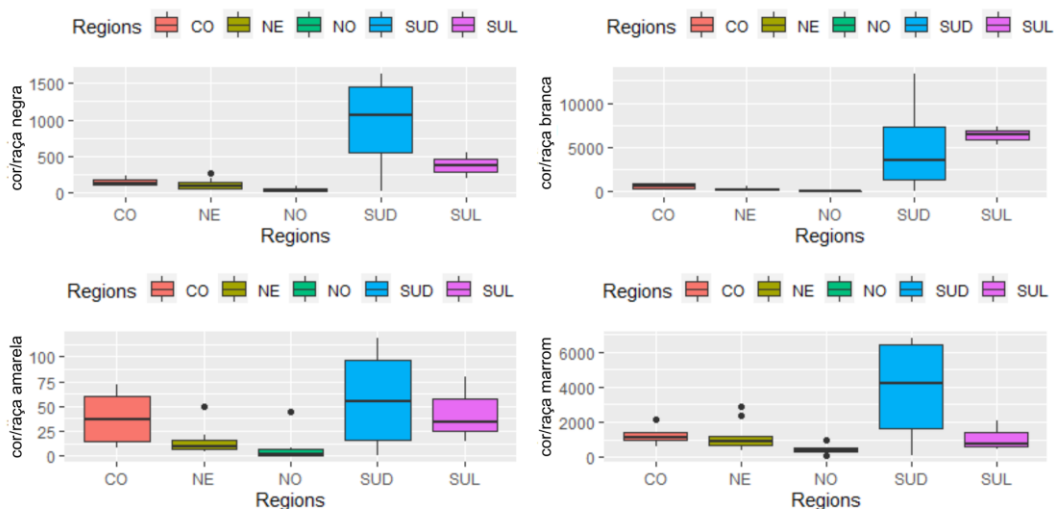 Regions CO NE NO SUD SUL
cor/raça negra
1500
1000
500
0
CO NE NO SUD SUL
Regions
Regions CO NE NO SUD SUL
cor/raça branca
10000
5000
0
CO NE NO SUD SUL
Regions
Regions CO NE NO SUD SUL
cor/raça amarela
100
75
50
25
0
CO NE NO SUD SUL
Regions
Regions CO NE NO SUD SUL
cor/raça marrom
6000
4000
2000
0
CO NE NO SUD SUL
Regions